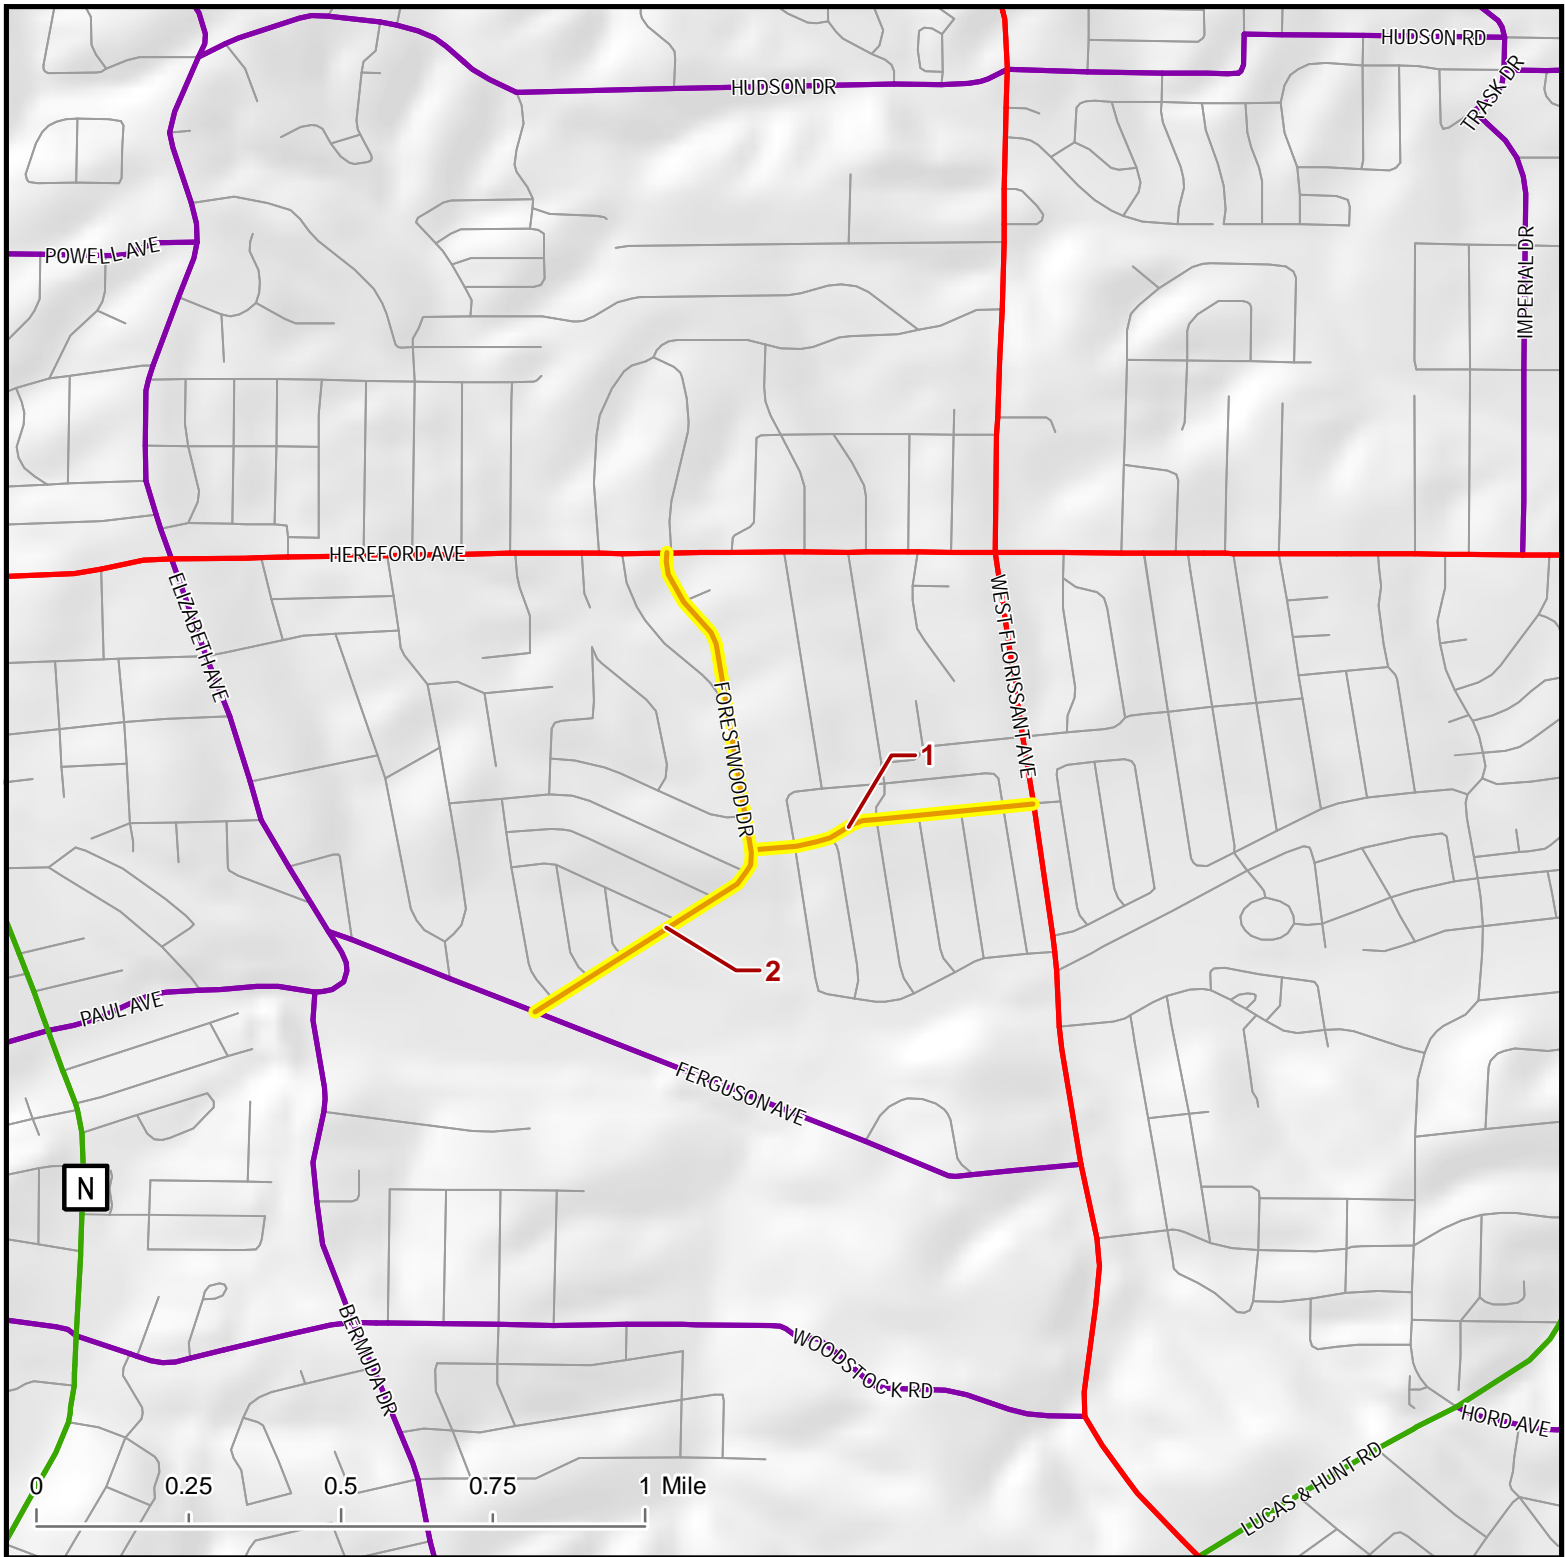 HUDSON RD
HUDSON DR
TRASK DR
POWELL AVE
IMPERIAL DR
HEREFORD AVE
ELIZABETH AVE
WEST FLORISSANT AVE
FORESTWOOD DR
1
2
PAUL AVE
FERGUSON AVE
N
BERMUDA DR
WOODSTOCK RD
HORD AVE
LUCAS & HUNT RD
0 0.25 0.5 0.75 1 Mile